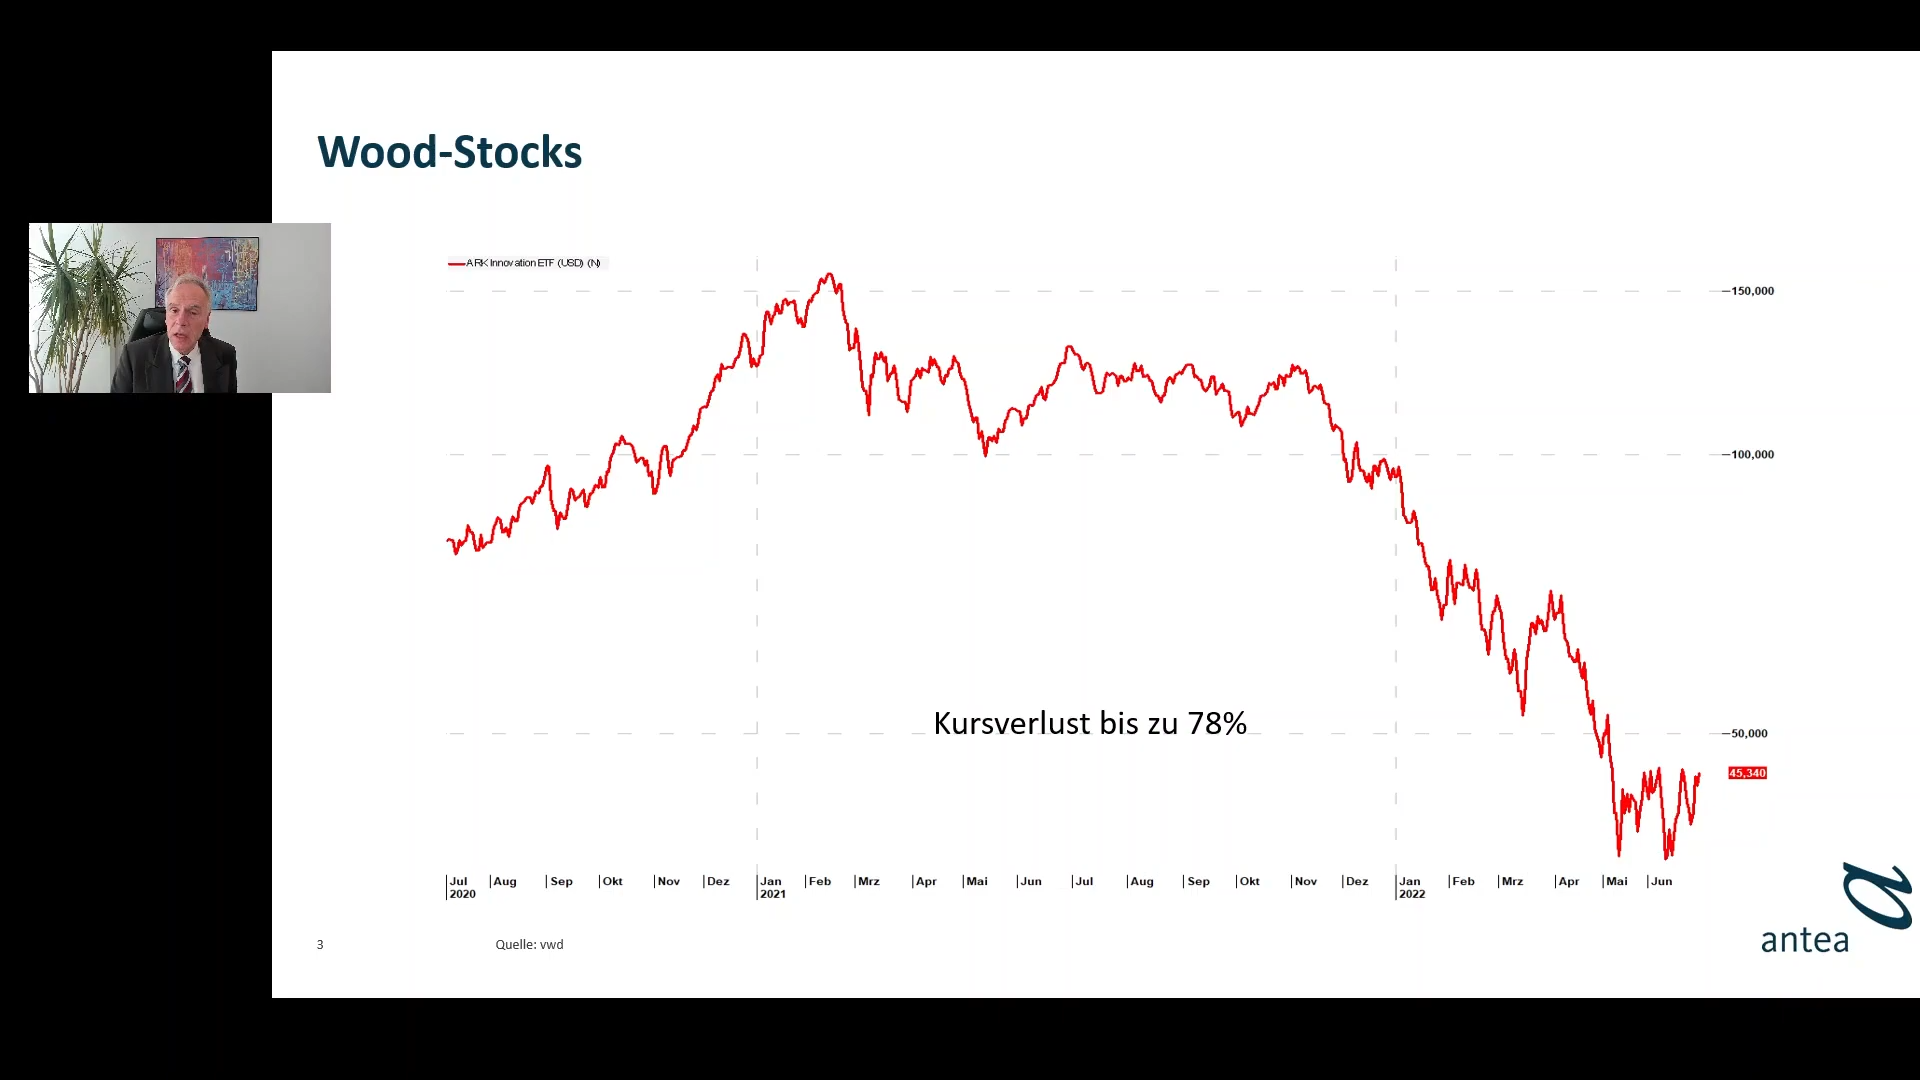 Wood-Stocks
ARK Innovation ETF (USD) (N)
150,000
100,000
Kursverlust bis zu 78%
50,000
45,340
Jul Aug Sep Okt Nov Dez Jan Feb Mrz Apr Mai Jun Jul Aug Sep Okt Nov Dez Jan Feb Mrz Apr Mai Jun
2020 2021 2022
3 Quelle: vwd
antea